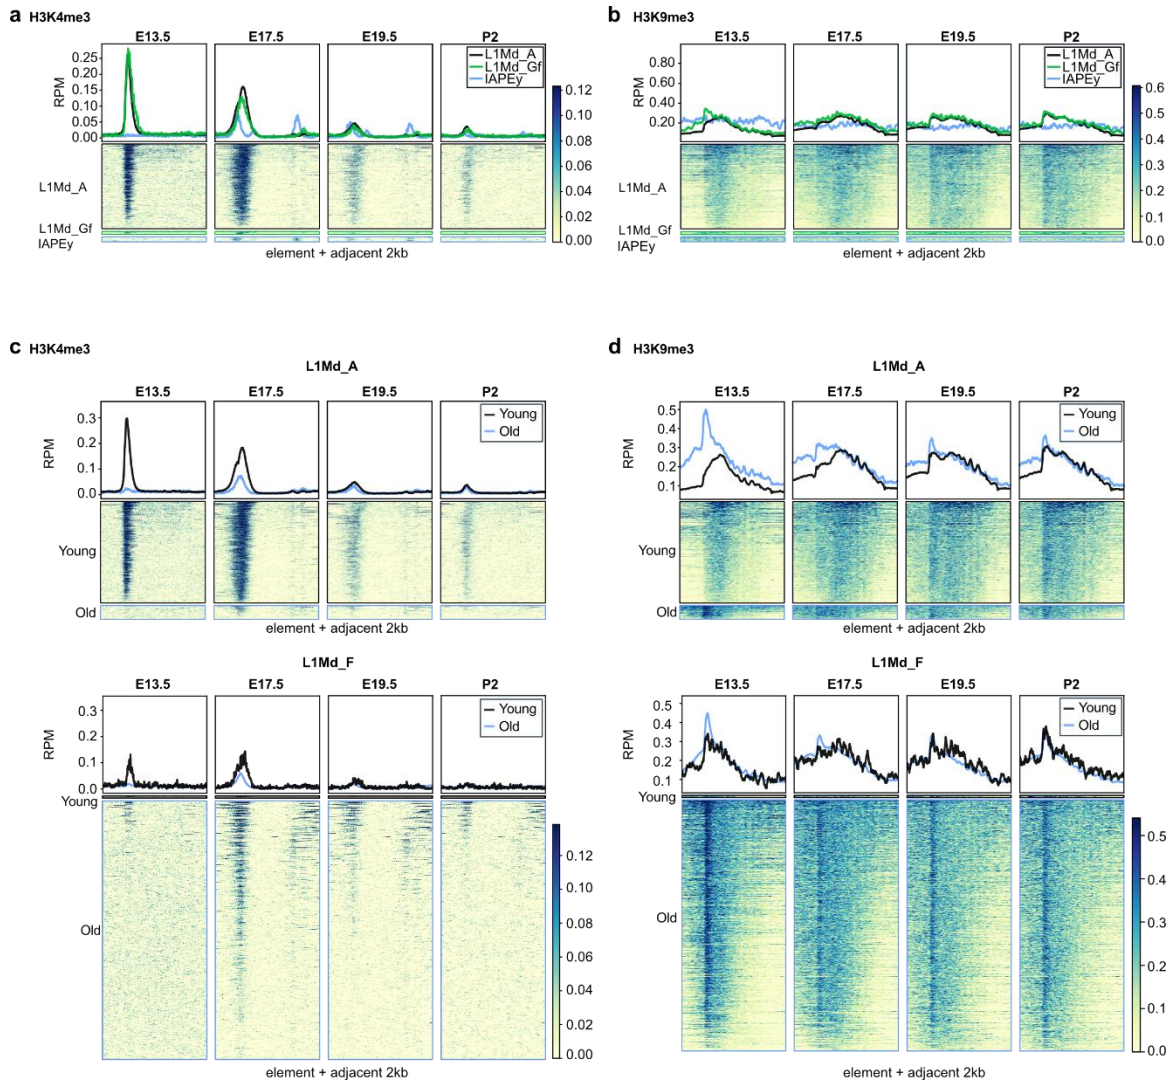 a H3K4me3
E13.5 E17.5 E19.5 P2
RPM
0.25
0.20
0.15
0.10
0.05
0.00
L1Md_A
L1Md_Gf
IAPEy
0.12
0.10
0.08
0.06
0.04
0.02
0.00
L1Md_A
L1Md_Gf
IAPEy
element + adjacent 2kb
b H3K9me3
E13.5 E17.5 E19.5 P2
RPM
0.80
0.60
0.40
0.20
L1Md_A
L1Md_Gf
IAPEy
0.6
0.5
0.4
0.3
0.2
0.1
0.0
L1Md_A
L1Md_Gf
IAPEy
element + adjacent 2kb
c H3K4me3
L1Md_A
E13.5 E17.5 E19.5 P2
RPM
0.3
0.2
0.1
0.0
Young
Old
Young
Old
element + adjacent 2kb
L1Md_F
E13.5 E17.5 E19.5 P2
RPM
0.3
0.2
0.1
0.0
Young
Old
Young
Old
0.12
0.10
0.08
0.06
0.04
0.02
0.00
element + adjacent 2kb
d H3K9me3
L1Md_A
E13.5 E17.5 E19.5 P2
RPM
0.5
0.4
0.3
0.2
0.1
Young
Old
Young
Old
element + adjacent 2kb
L1Md_F
E13.5 E17.5 E19.5 P2
RPM
0.5
0.4
0.3
0.2
0.1
Young
Old
Young
Old
0.5
0.4
0.3
0.2
0.1
0.0
element + adjacent 2kb